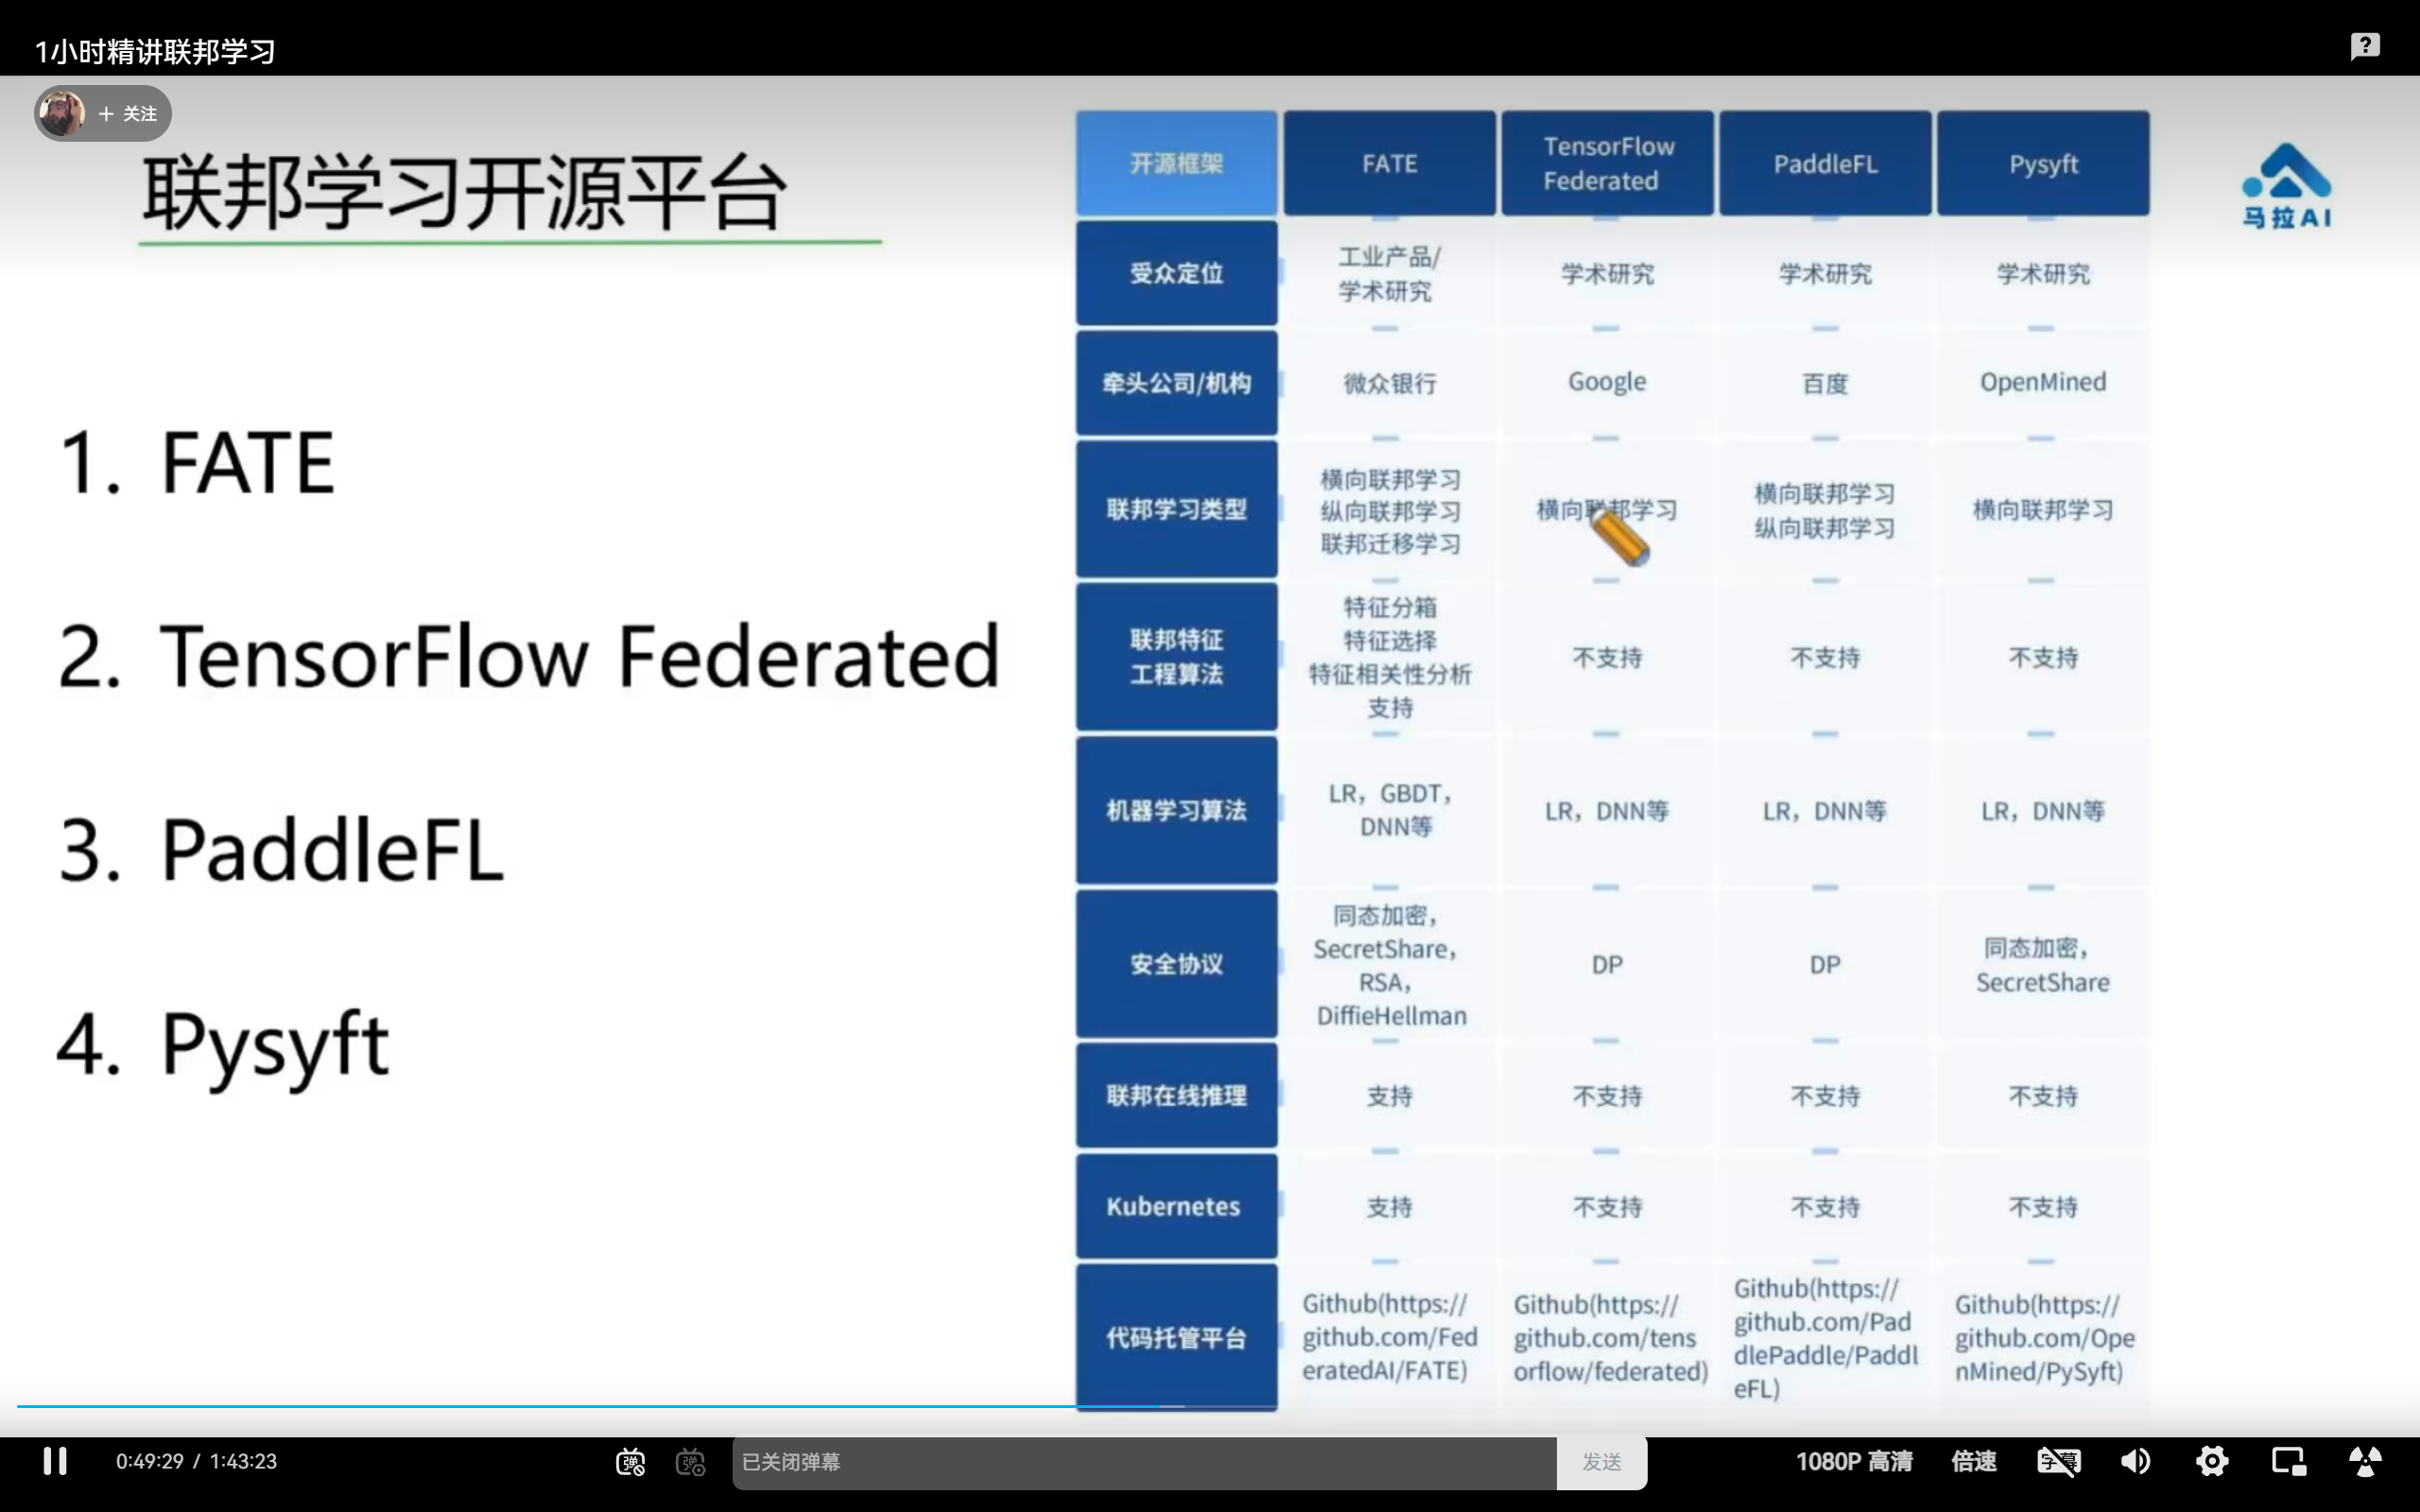 1小时精讲联邦学习
+ 关注
联邦学习开源平台
1. FATE
2. TensorFlow Federated
3. PaddleFL
4. Pysyft
开源框架
FATE
TensorFlow
Federated
PaddleFL
Pysyft
马拉AI
受众定位
工业产品/
学术研究
学术研究
学术研究
学术研究
牵头公司/机构
微众银行
Google
百度
OpenMined
联邦学习类型
横向联邦学习
纵向联邦学习
联邦迁移学习
横向联邦学习
横向联邦学习
纵向联邦学习
横向联邦学习
联邦特征
工程算法
特征分箱
特征选择
特征相关性分析
支持
不支持
不支持
不支持
机器学习算法
LR，GBDT，
DNN等
LR，DNN等
LR，DNN等
LR，DNN等
安全协议
同态加密，
SecretShare，
RSA，
DiffieHellman
DP
DP
同态加密，
SecretShare
联邦在线推理
支持
不支持
不支持
不支持
Kubernetes
支持
不支持
不支持
不支持
代码托管平台
Github(https://
github.com/Fed
eratedAI/FATE)
Github(https://
github.com/tens
orflow/federated)
Github(https://
github.com/Pad
dlePaddle/Paddl
eFL)
Github(https://
github.com/Ope
nMined/PySyft)
0:49:29 / 1:43:23
弹
弹
已关闭弹幕
发送
1080P 高清
倍速
字幕